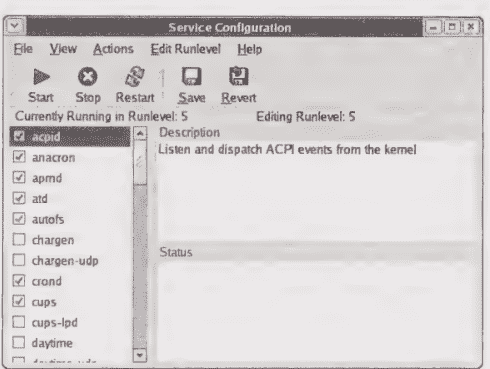 Service Configuration
File View Actions Edit Runlevel Help
Start Stop Restart Save Revert
Currently Running in Runlevel: 5 Editing Runlevel: 5
acpid
anacron
apmd
atd
autofs
chargen
chargen-udp
crond
cups
cups-lpd
daytime
Description
Listen and dispatch ACPI events from the kernel
Status